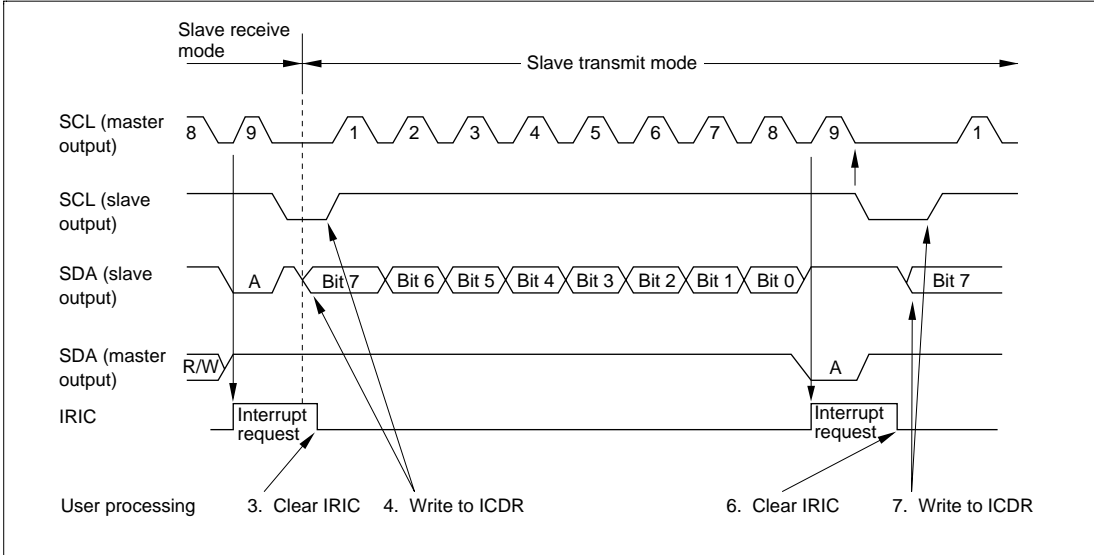 Slave receive
mode
Slave transmit mode
SCL (master
output)
8 9 1 2 3 4 5 6 7 8 9 1
SCL (slave
output)
SDA (slave
output)
A Bit 7 Bit 6 Bit 5 Bit 4 Bit 3 Bit 2 Bit 1 Bit 0 Bit 7
SDA (master
output)
R/W A
IRIC
Interrupt
request
Interrupt
request
User processing 3. Clear IRIC 4. Write to ICDR 6. Clear IRIC 7. Write to ICDR